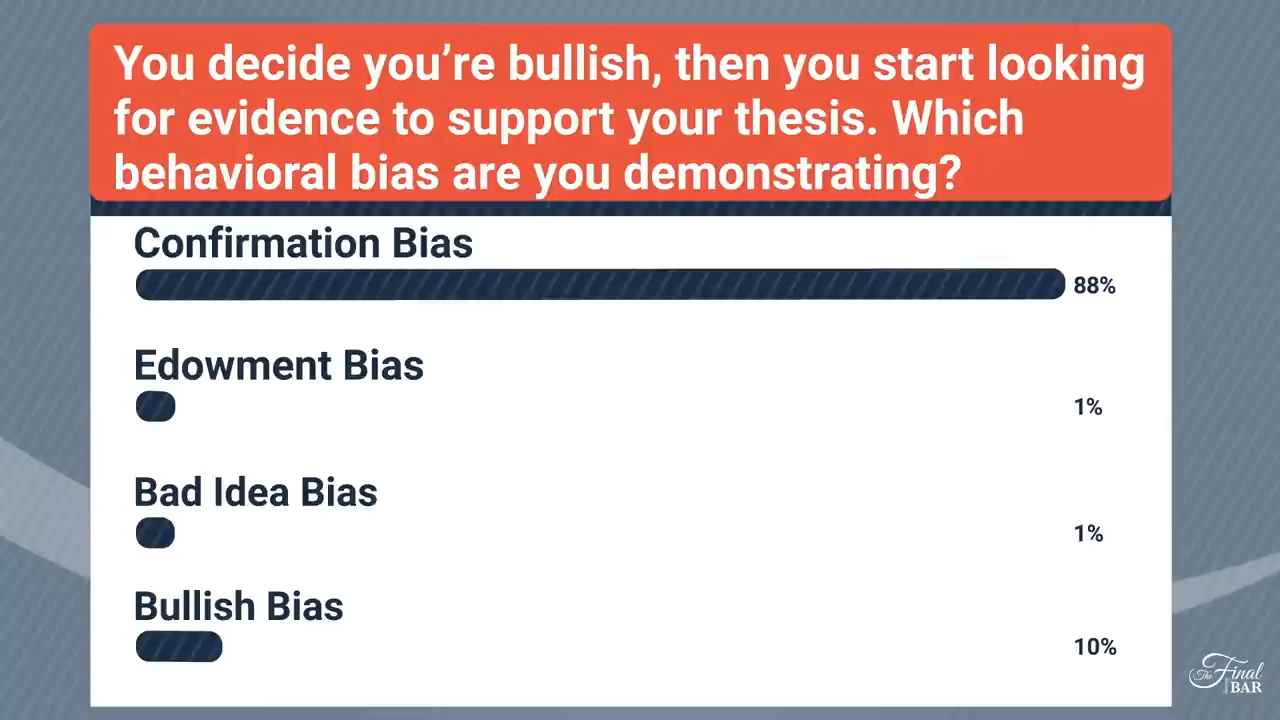 You decide you’re bullish, then you start looking
for evidence to support your thesis. Which
behavioral bias are you demonstrating?
Confirmation Bias
88%
Edowment Bias
1%
Bad Idea Bias
1%
Bullish Bias
10%
The Final
BAR